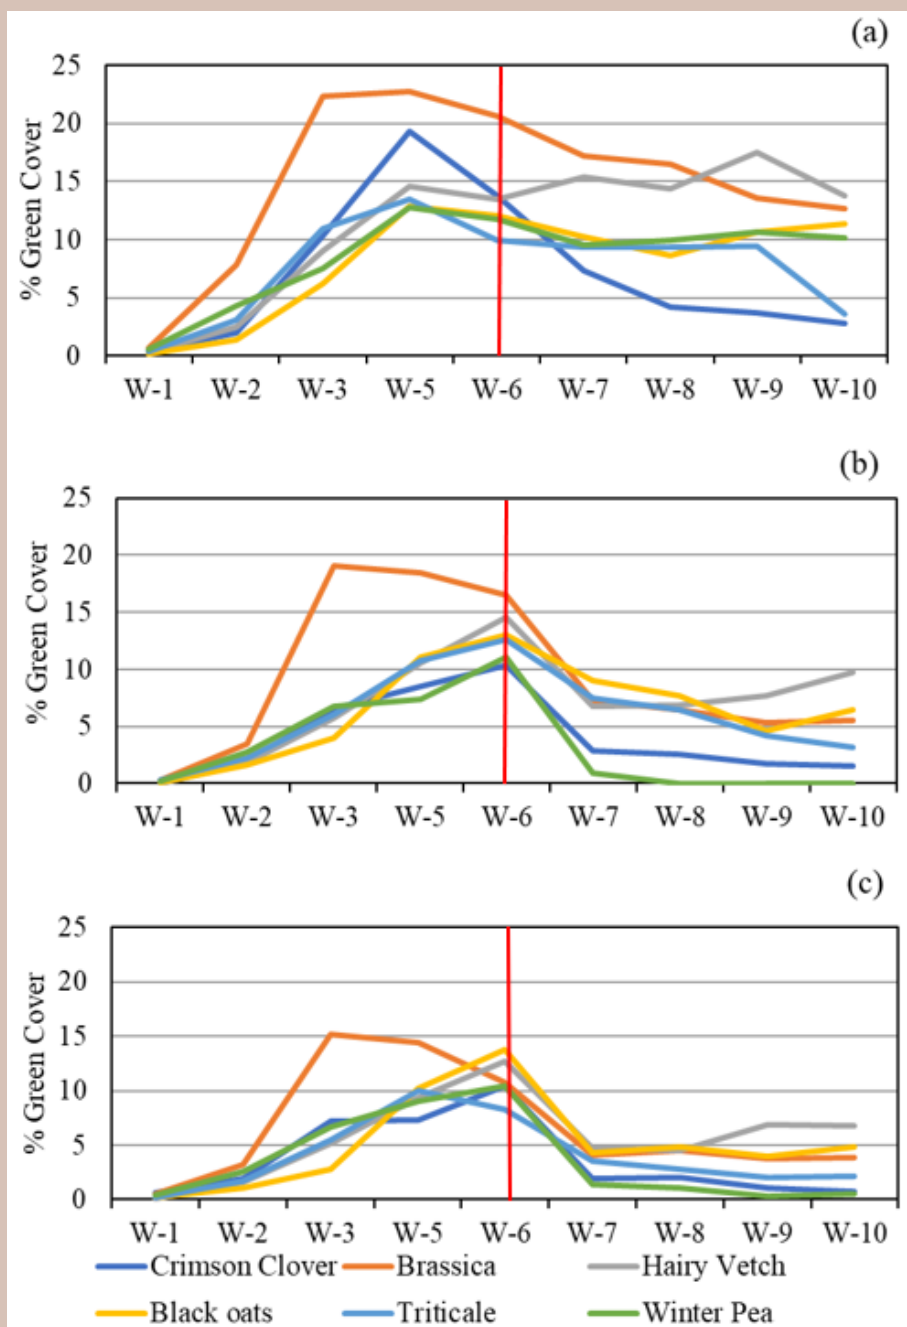 (a)
25
20
15
10
5
0
% Green Cover
W-1 W-2 W-3 W-5 W-6 W-7 W-8 W-9 W-10
(b)
25
20
15
10
5
0
% Green Cover
W-1 W-2 W-3 W-5 W-6 W-7 W-8 W-9 W-10
(c)
25
20
15
10
5
0
% Green Cover
W-1 W-2 W-3 W-5 W-6 W-7 W-8 W-9 W-10
Crimson Clover Brassica Hairy Vetch
Black oats Triticale Winter Pea